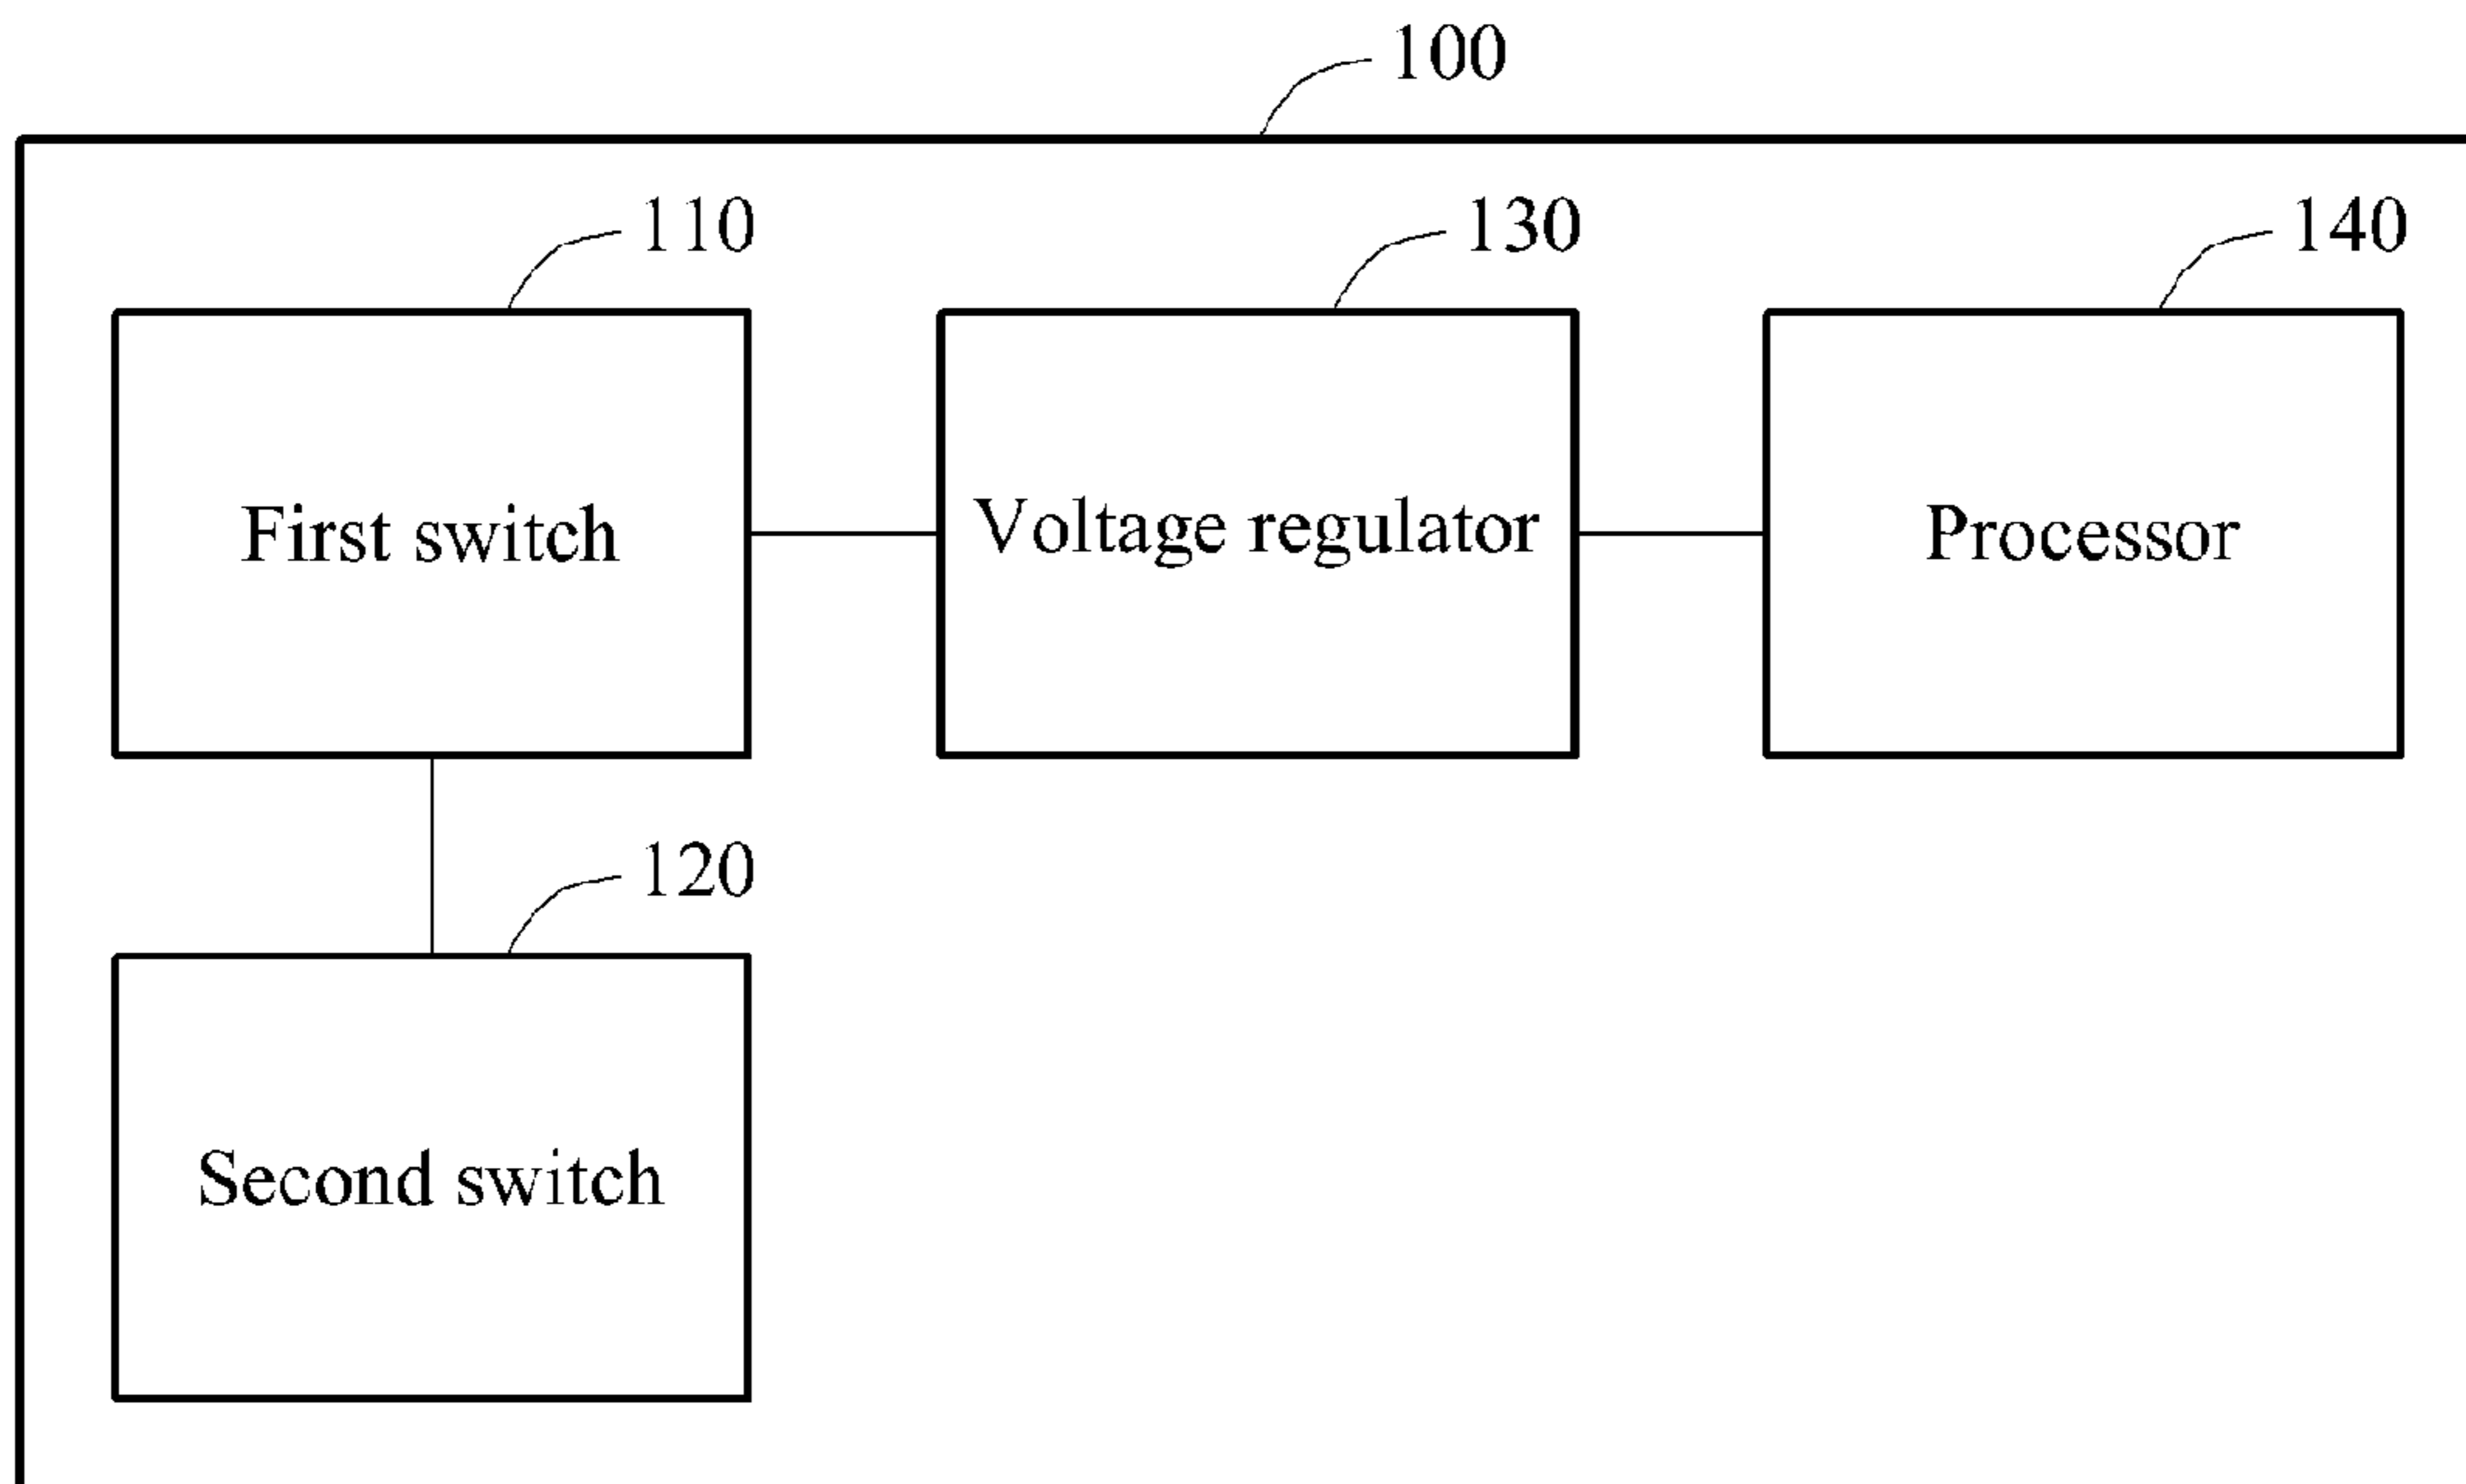 100
110
130
140
First switch
Voltage regulator
Processor
120
Second switch